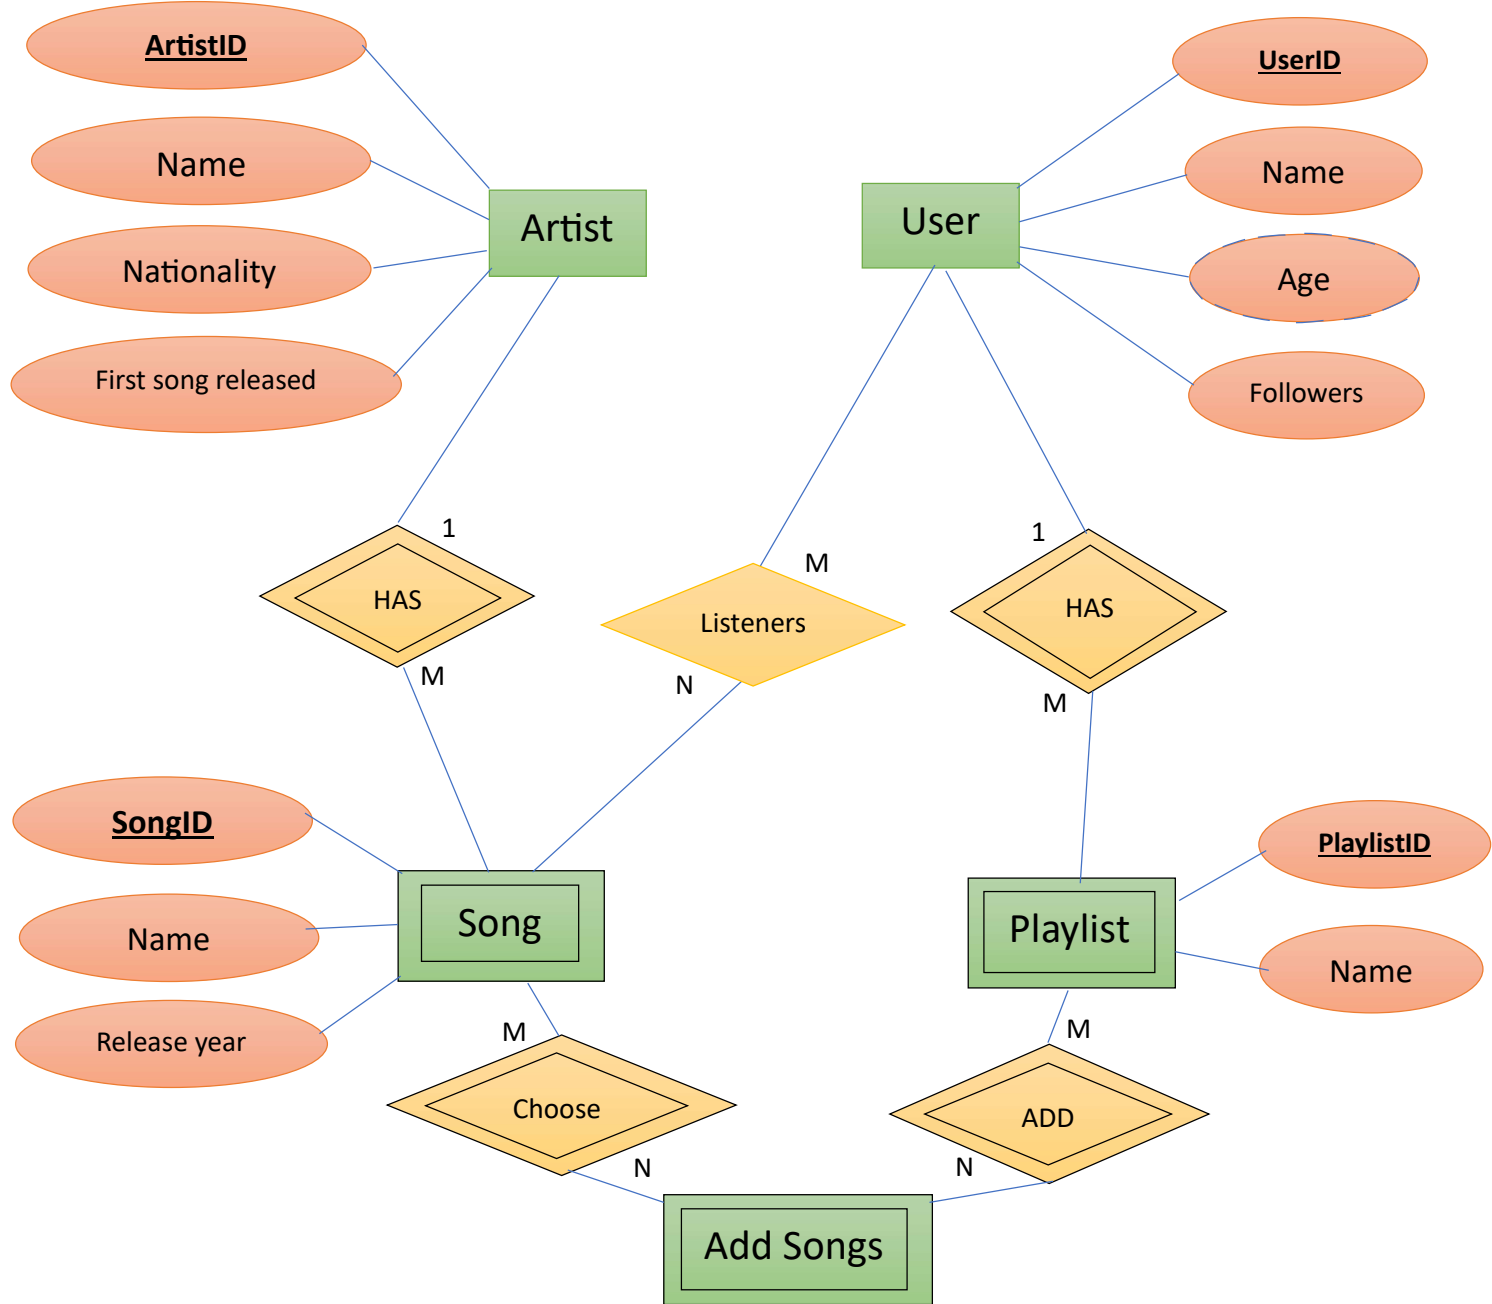 ArtistID
UserID
Name
Name
Artist
User
Nationality
Age
First song released
Followers
1
1
M
HAS
Listeners
HAS
M
N
M
SongID
PlaylistID
Name
Song
Playlist
Name
Release year
M
M
Choose
ADD
N
N
Add Songs